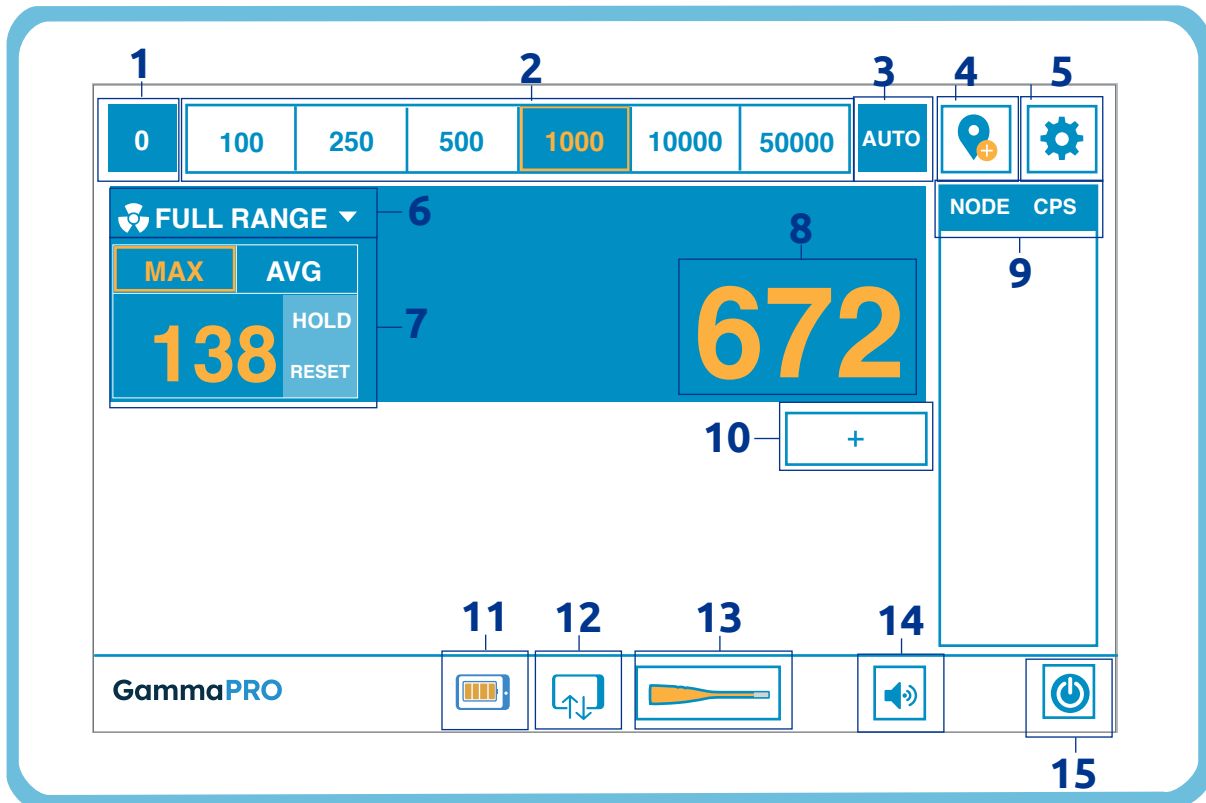 1 2 3 4 5
0 100 250 500 1000 10000 50000 AUTO
FULL RANGE 6 NODE CPS
8
MAX AVG 9
138 HOLD 7 672
RESET
10 +
11 12 13 14
GammaPRO
15